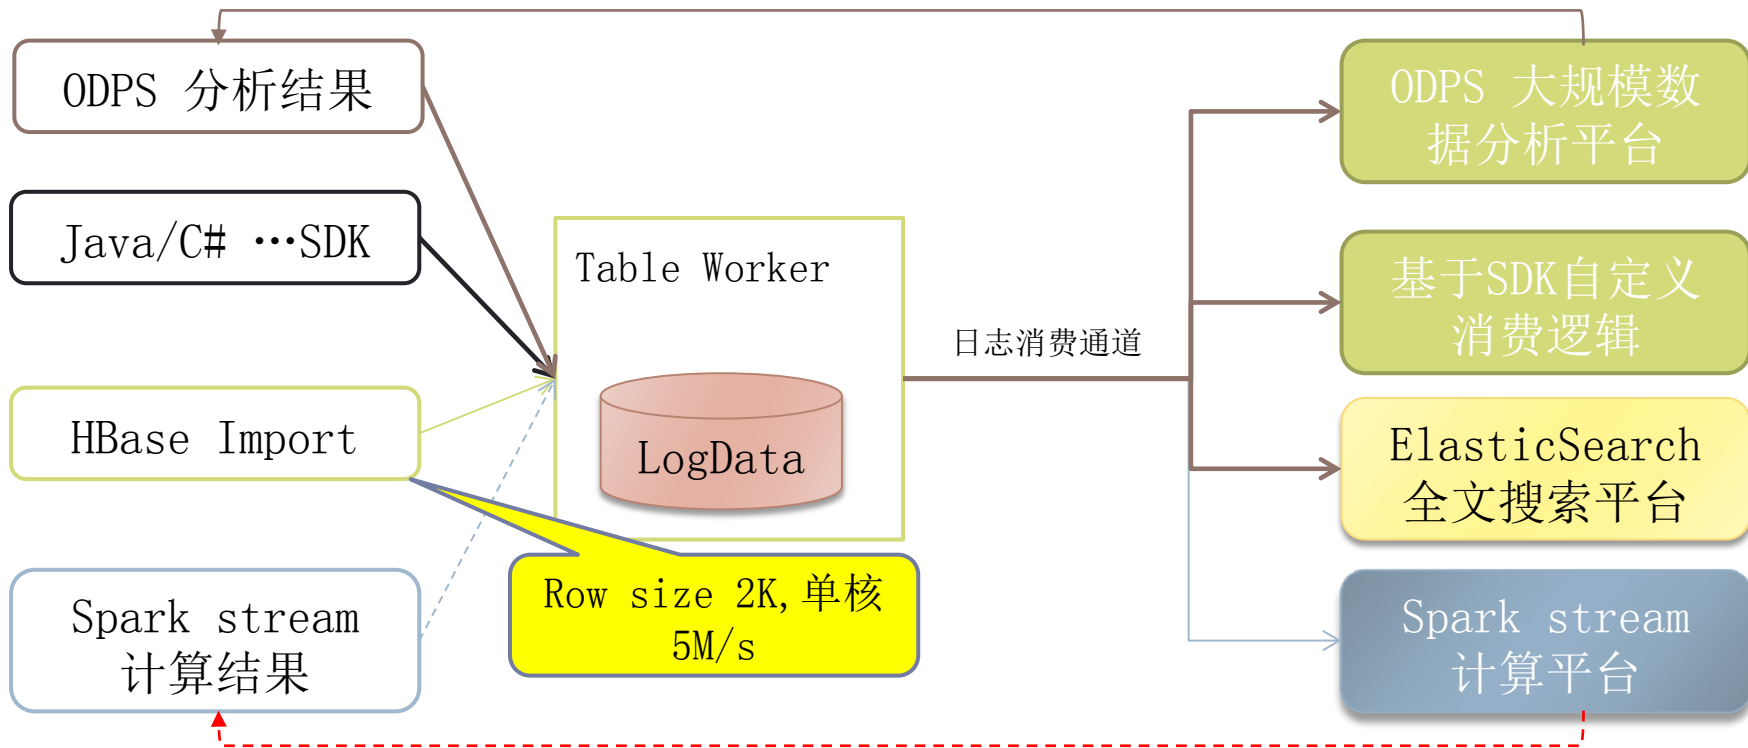 ODPS 分析结果
Java/C# …SDK
HBase Import
Spark stream
计算结果
Table Worker
LogData
Row size 2K,单核
5M/s
日志消费通道
ODPS 大规模数
据分析平台
基于SDK自定义
消费逻辑
ElasticSearch
全文搜索平台
Spark stream
计算平台